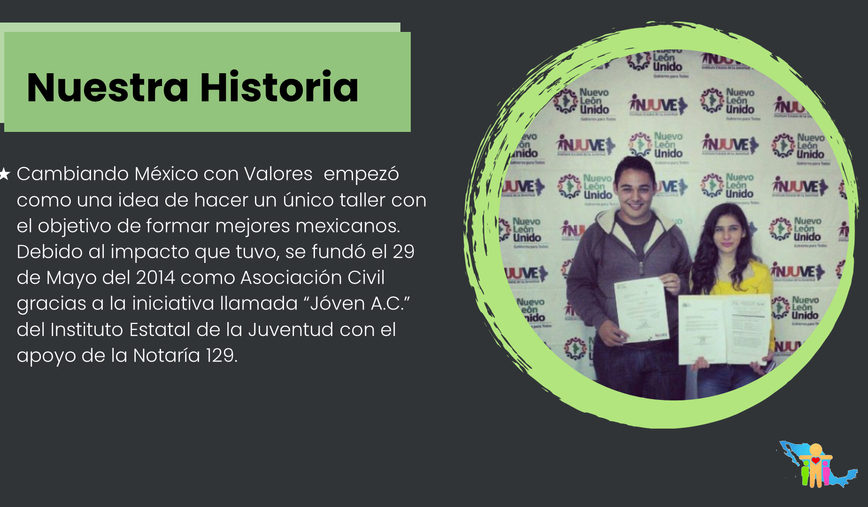 Nuestra Historia
Cambiando México con Valores  empezó
como una idea de hacer un único taller con
el objetivo de formar mejores mexicanos.
Debido al impacto que tuvo, se fundó el 29
de Mayo del 2014 como Asociación Civil
gracias a la iniciativa llamada “Jóven A.C.”
del Instituto Estatal de la Juventud con el
apoyo de la Notaría 129.
Nuevo
León
Unido
Gobierno para Todos
INJUVE